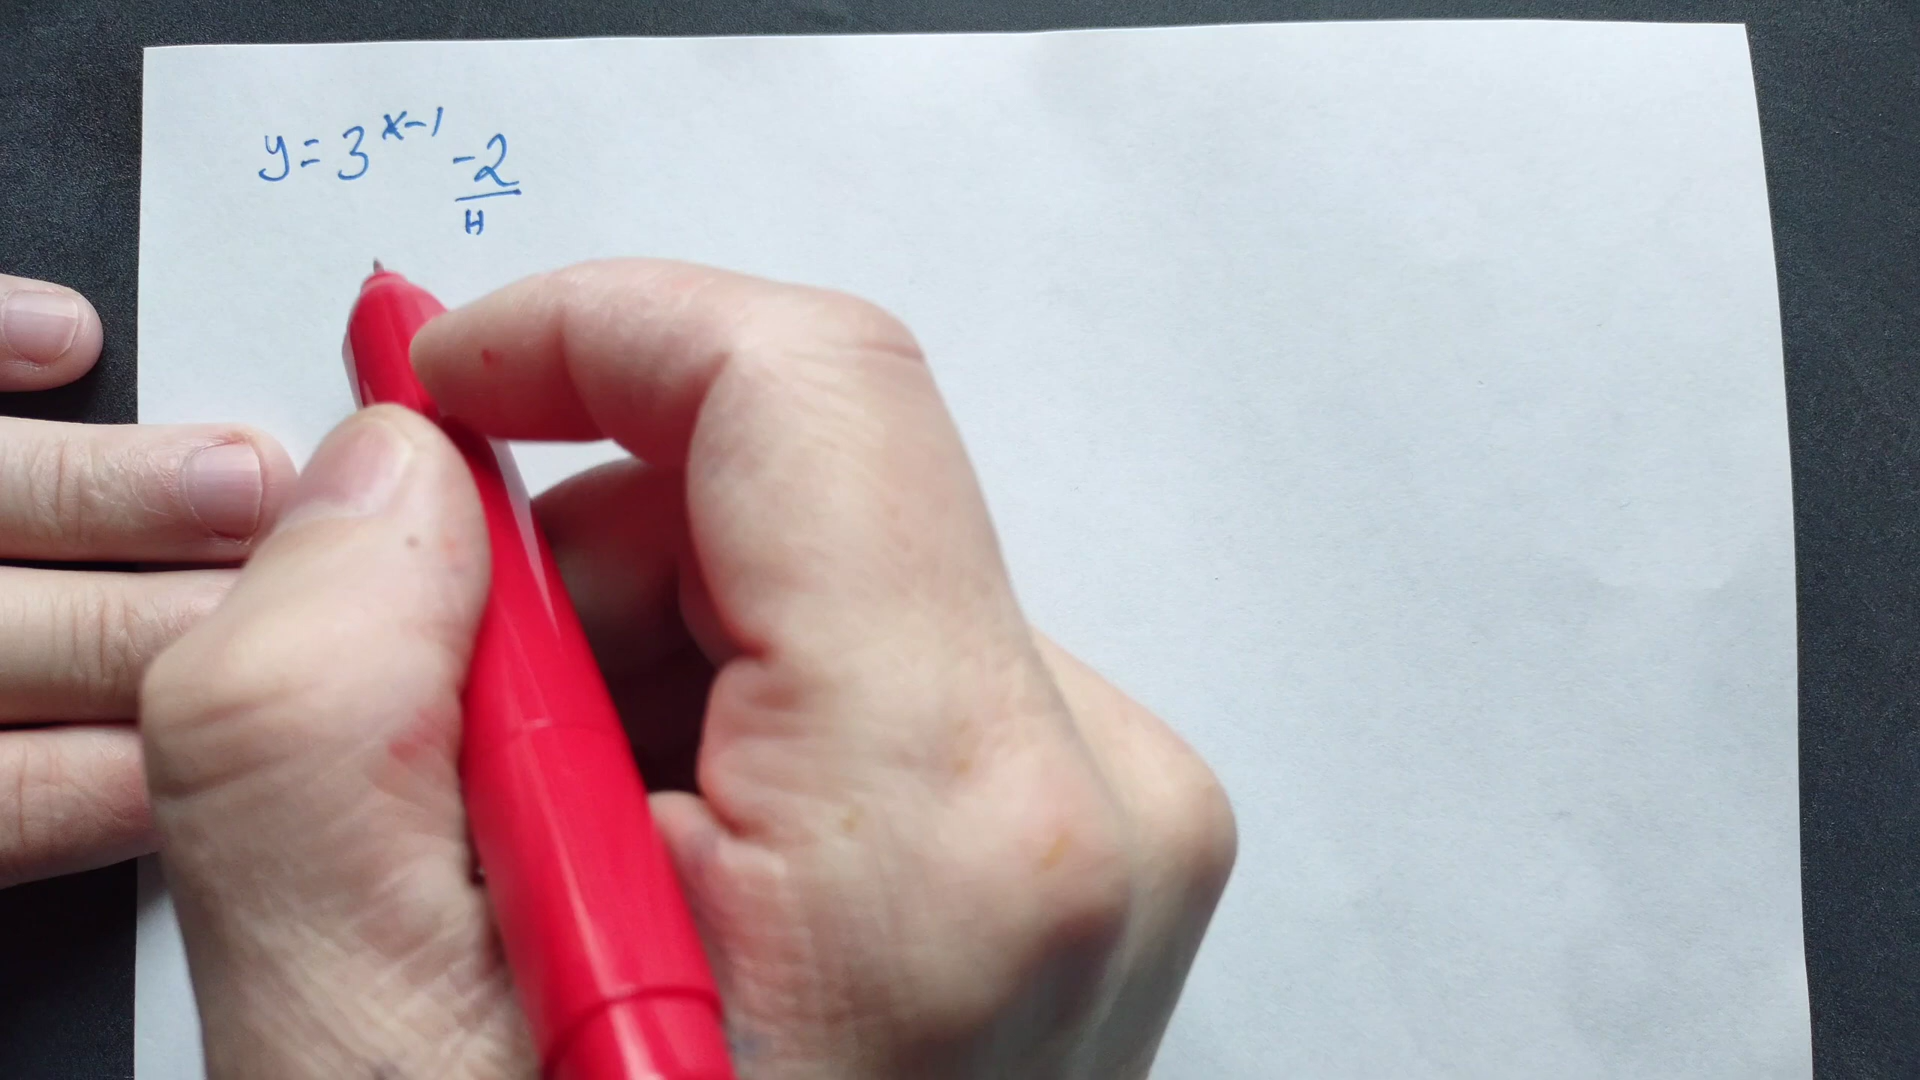 y = 3^{x-1} - 2
H